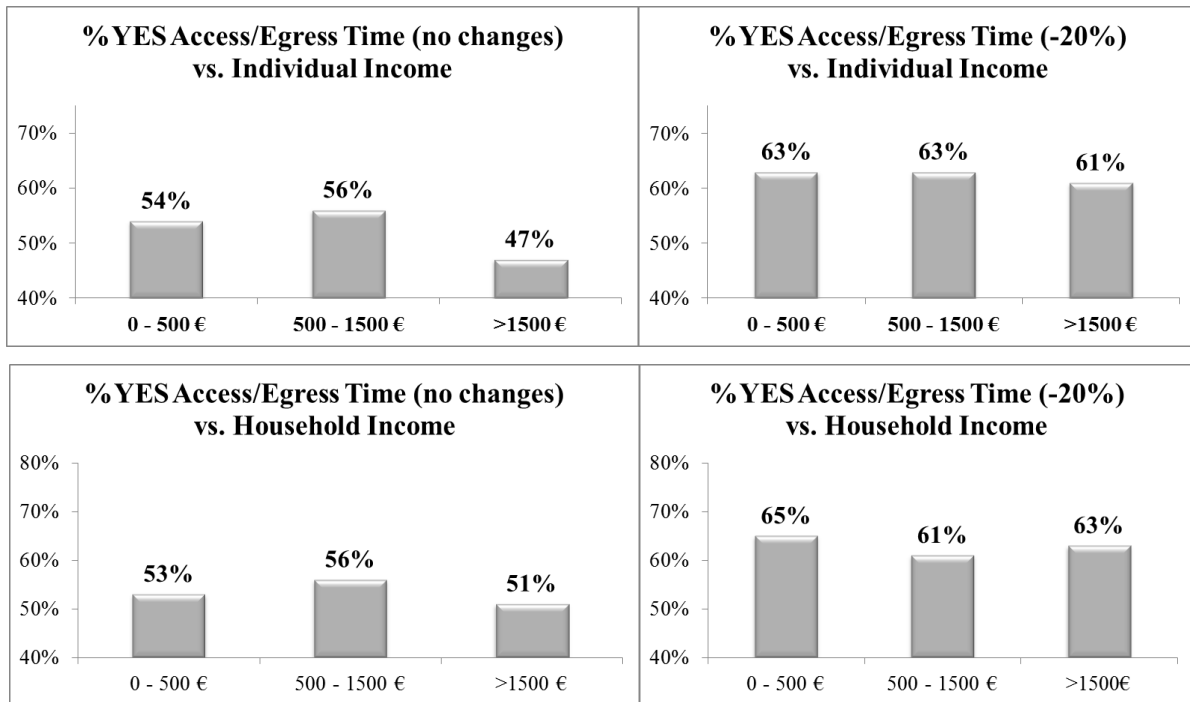 % YES Access/Egress Time (no changes)
vs. Individual Income
70%
60%
50%
40%
54%
56%
47%
0 - 500 €
500 - 1500 €
>1500 €
% YES Access/Egress Time (-20%)
vs. Individual Income
70%
60%
50%
40%
63%
63%
61%
0 - 500 €
500 - 1500 €
>1500 €
% YES Access/Egress Time (no changes)
vs. Household Income
80%
70%
60%
50%
40%
53%
56%
51%
0 - 500 €
500 - 1500 €
>1500 €
% YES Access/Egress Time (-20%)
vs. Household Income
80%
70%
60%
50%
40%
65%
61%
63%
0 - 500 €
500 - 1500 €
>1500€